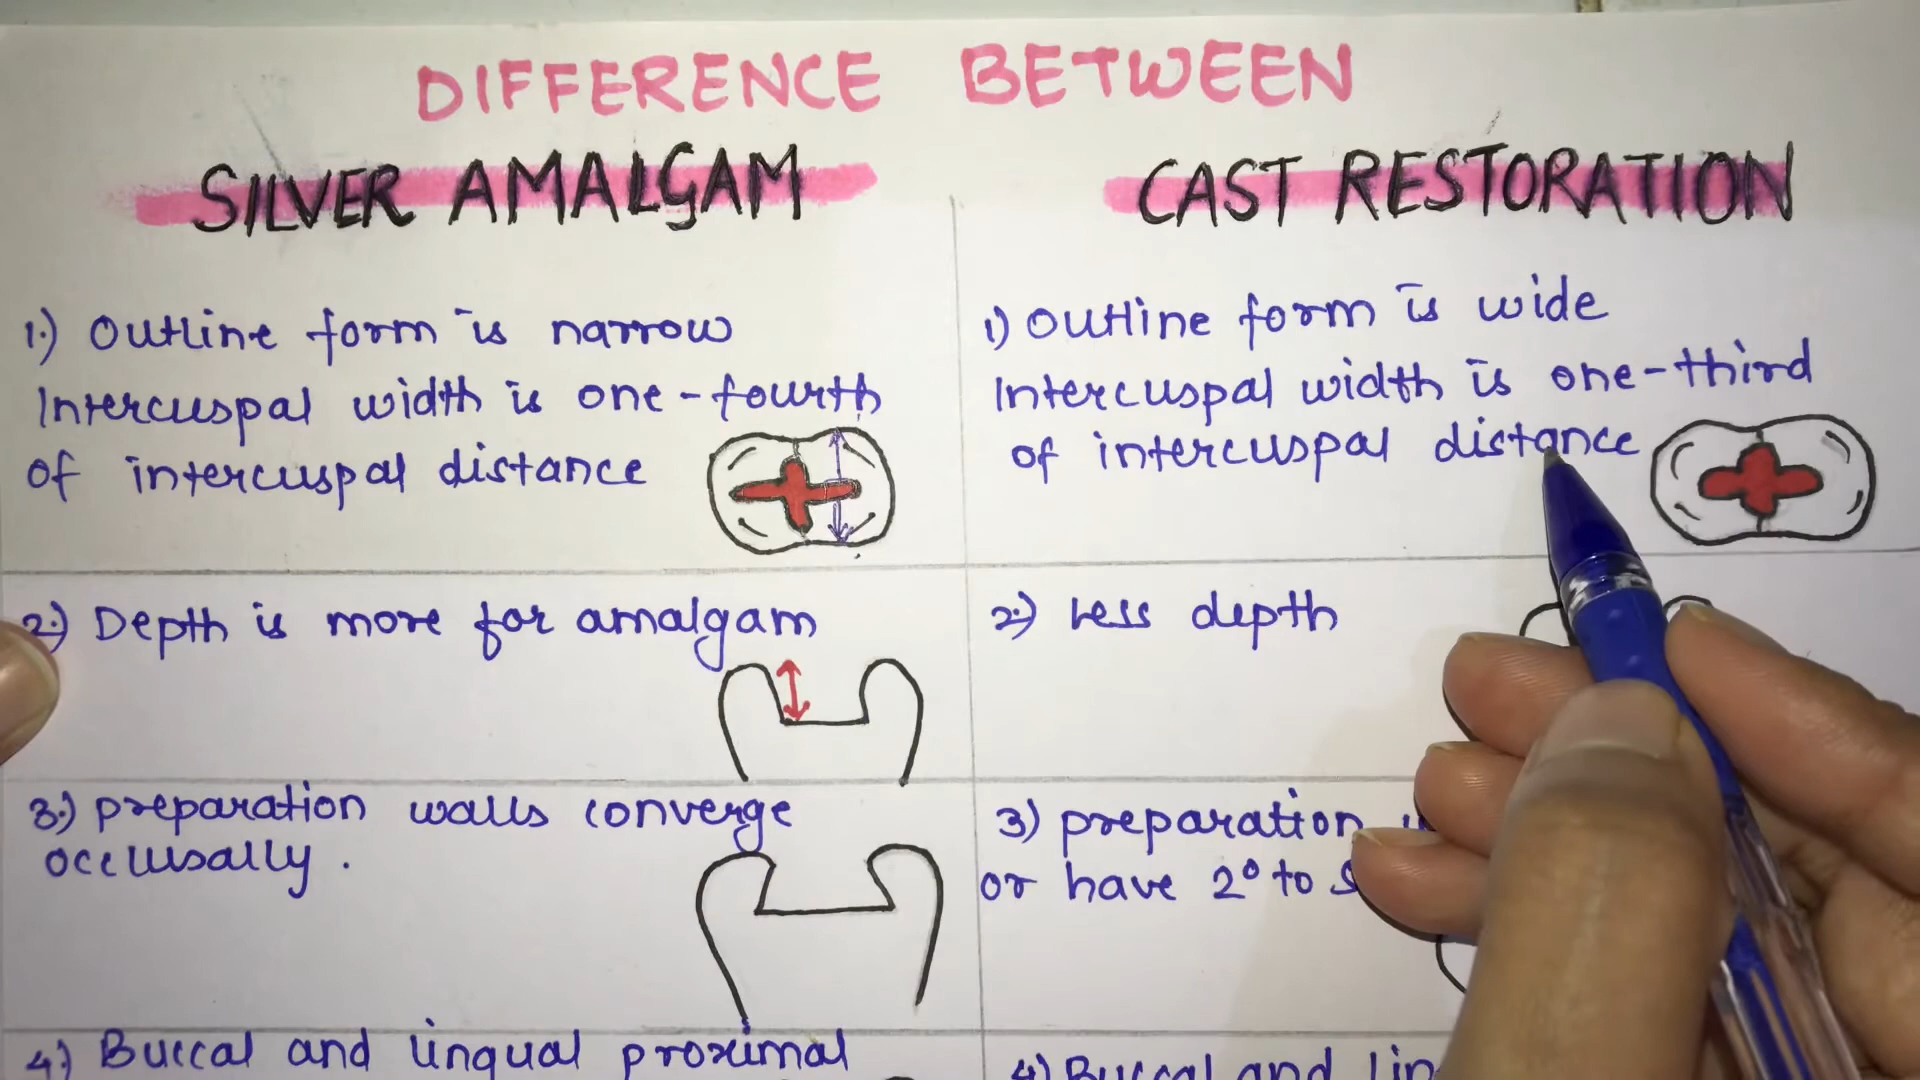 DIFFERENCE BETWEEN
SILVER AMALGAM
CAST RESTORATION
1.) Outline form is narrow
Intercuspal width is one-fourth
of intercuspal distance
1) Outline form is wide
Intercuspal width is one-third
of intercuspal distance
2.) Depth is more for amalgam
2.) Less depth
3.) preparation walls converge
occlusally.
3) preparation
or have 2° to
4.) Buccal and lingual proximal
4) Buccal and lin